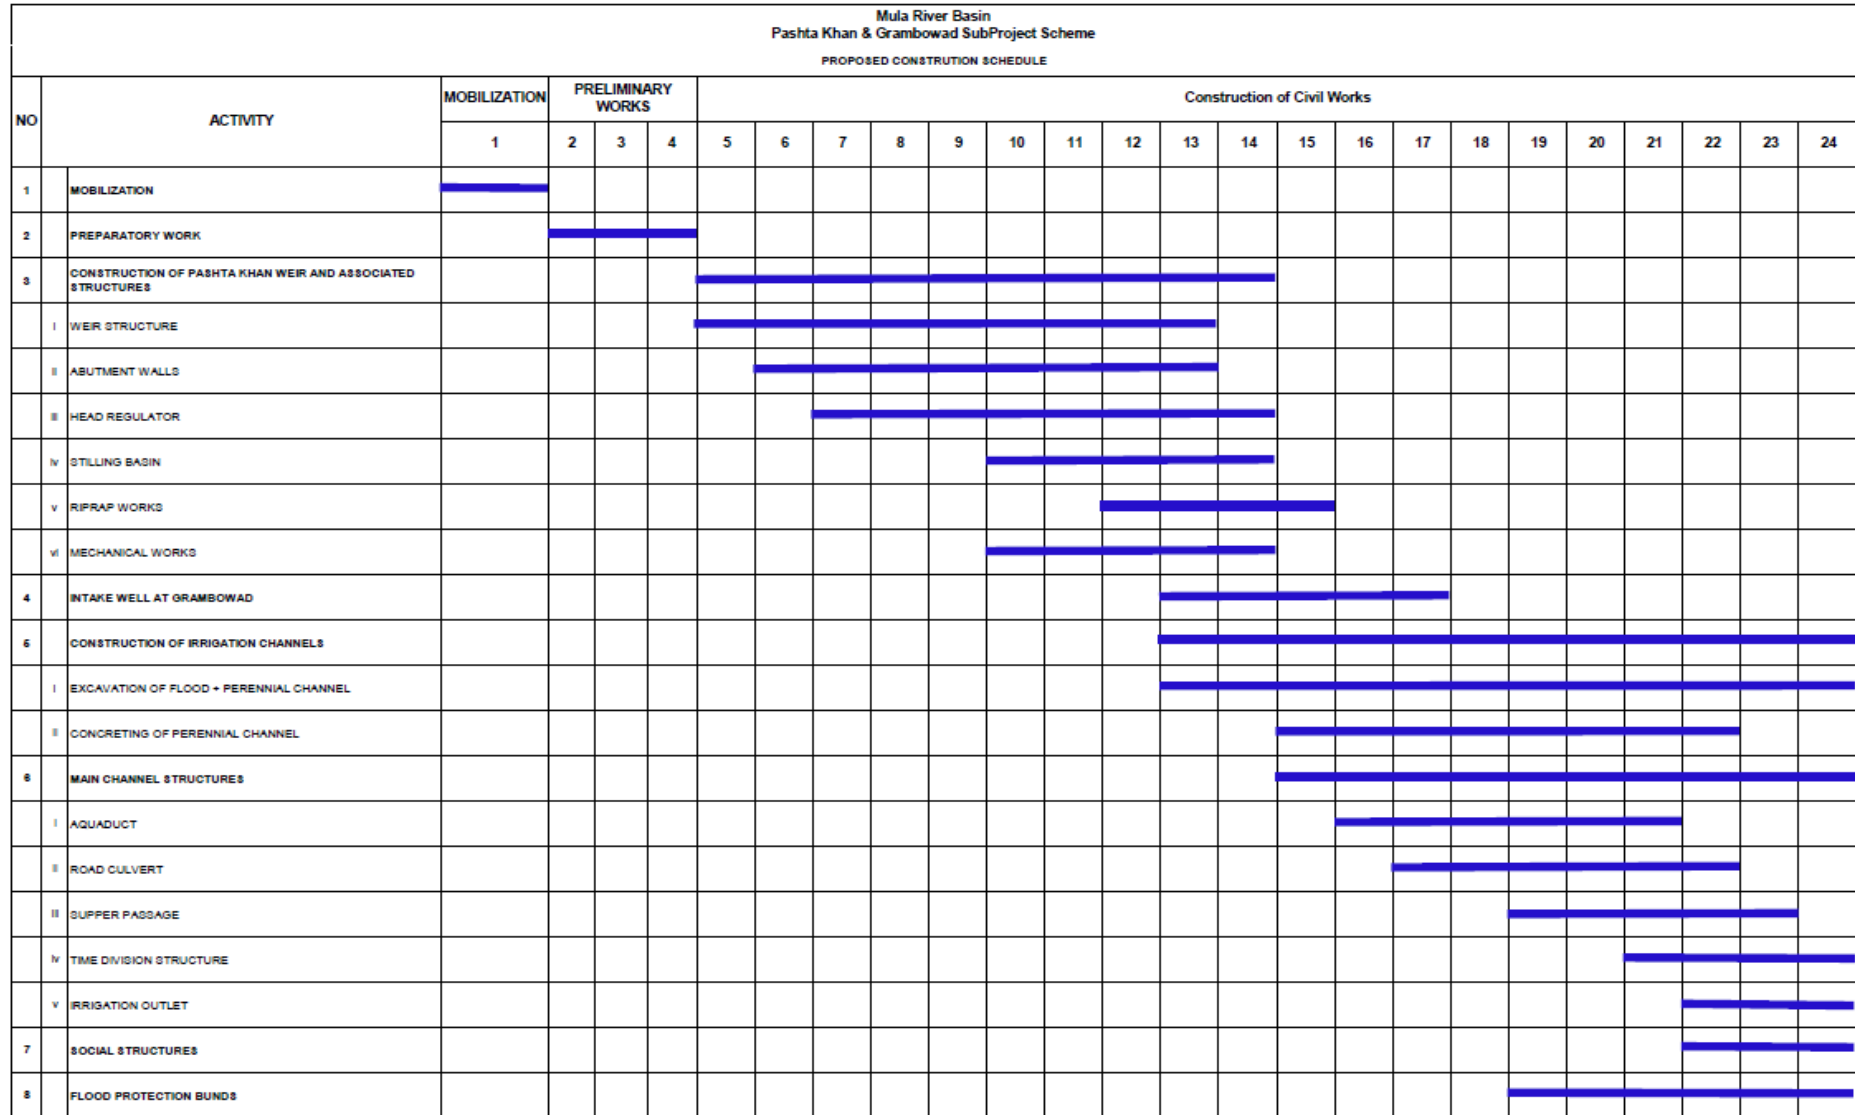 Mula River Basin
Pashta Khan & Grambowad SubProject Scheme
PROPOSED CONSTRUTION SCHEDULE
NO ACTIVITY MOBILIZATION PRELIMINARY WORKS Construction of Civil Works
1 2 3 4 5 6 7 8 9 10 11 12 13 14 15 16 17 18 19 20 21 22 23 24
1 MOBILIZATION
2 PREPARATORY WORK
3 CONSTRUCTION OF PASHTA KHAN WEIR AND ASSOCIATED
STRUCTURES
I WEIR STRUCTURE
II ABUTMENT WALLS
III HEAD REGULATOR
iv STILLING BASIN
v RIPRAP WORKS
vi MECHANICAL WORKS
4 INTAKE WELL AT GRAMBOWAD
5 CONSTRUCTION OF IRRIGATION CHANNELS
I EXCAVATION OF FLOOD + PERENNIAL CHANNEL
II CONCRETING OF PERENNIAL CHANNEL
6 MAIN CHANNEL STRUCTURES
I AQUADUCT
II ROAD CULVERT
III SUPPER PASSAGE
iv TIME DIVISION STRUCTURE
v IRRIGATION OUTLET
7 SOCIAL STRUCTURES
8 FLOOD PROTECTION BUNDS